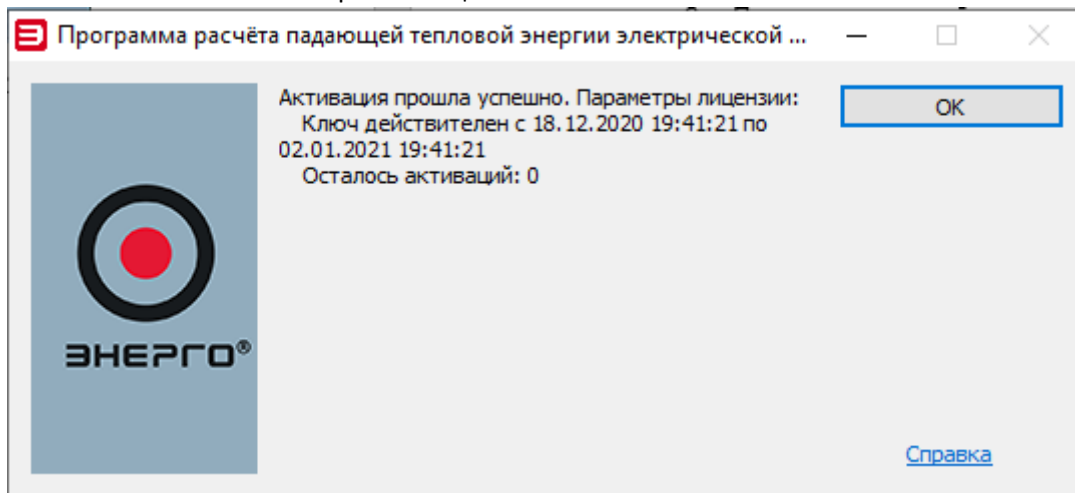 Программа расчёта падающей тепловой энергии электрической ...
Активация прошла успешно. Параметры лицензии:
Ключ действителен с 18.12.2020 19:41:21 по
02.01.2021 19:41:21
Осталось активаций: 0
OK
ЭНЕРГО®
Справка